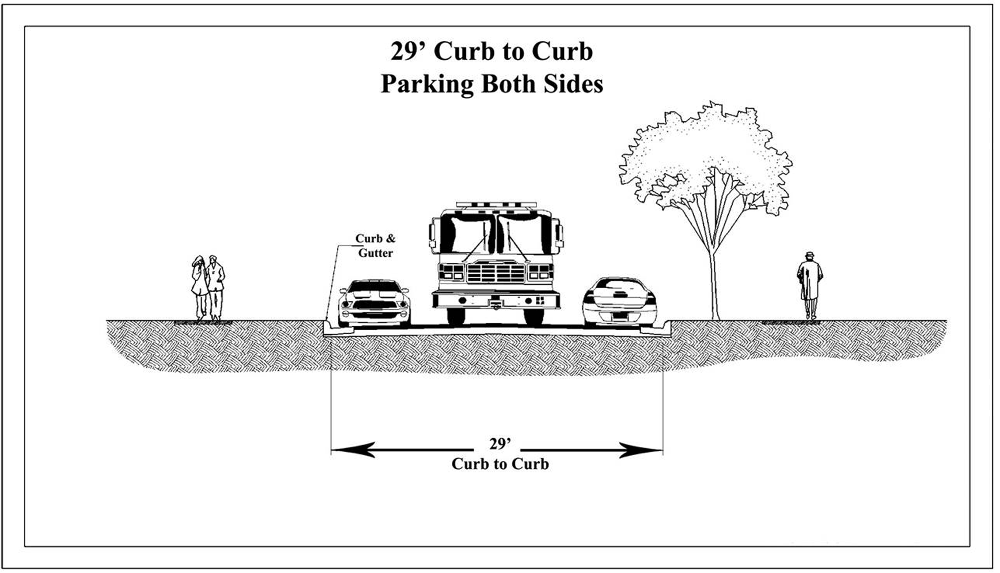 29’ Curb to Curb
Parking Both Sides
Curb &
Gutter
29’
Curb to Curb